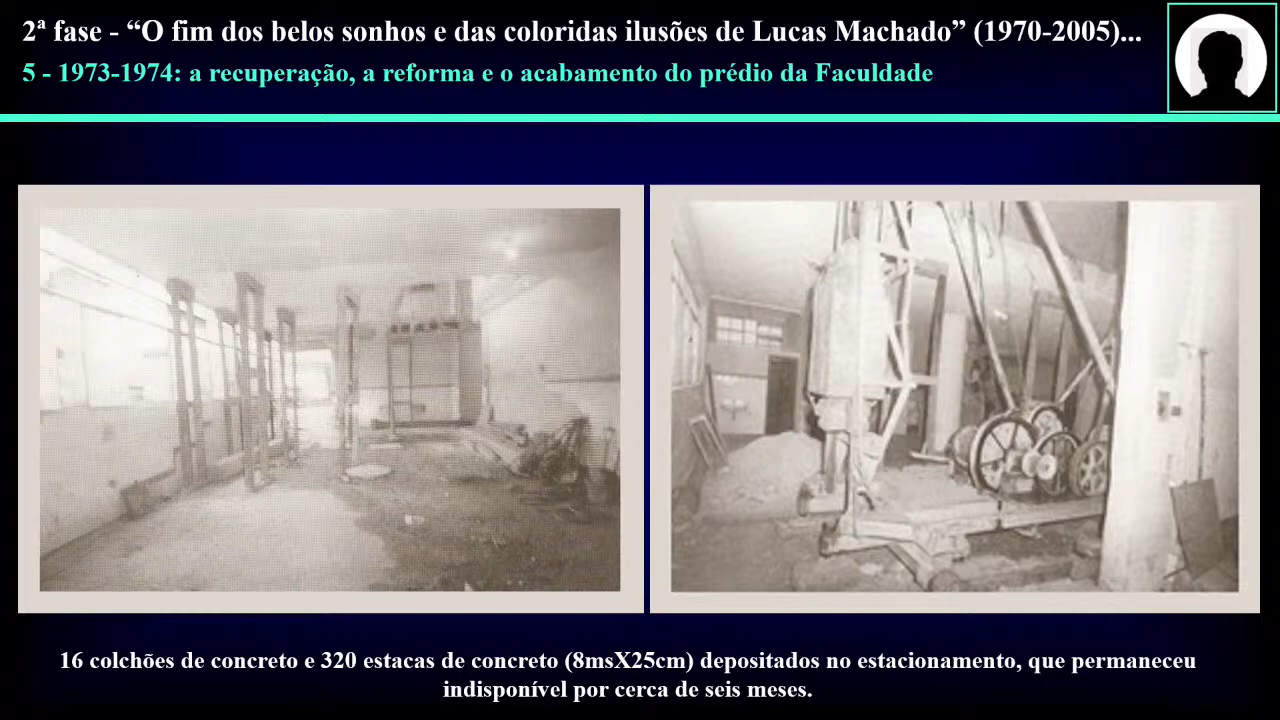 2ª fase - “O fim dos belos sonhos e das coloridas ilusões de Lucas Machado” (1970-2005)...
5 - 1973-1974: a recuperação, a reforma e o acabamento do prédio da Faculdade
16 colchões de concreto e 320 estacas de concreto (8msX25cm) depositados no estacionamento, que permaneceu
indisponível por cerca de seis meses.